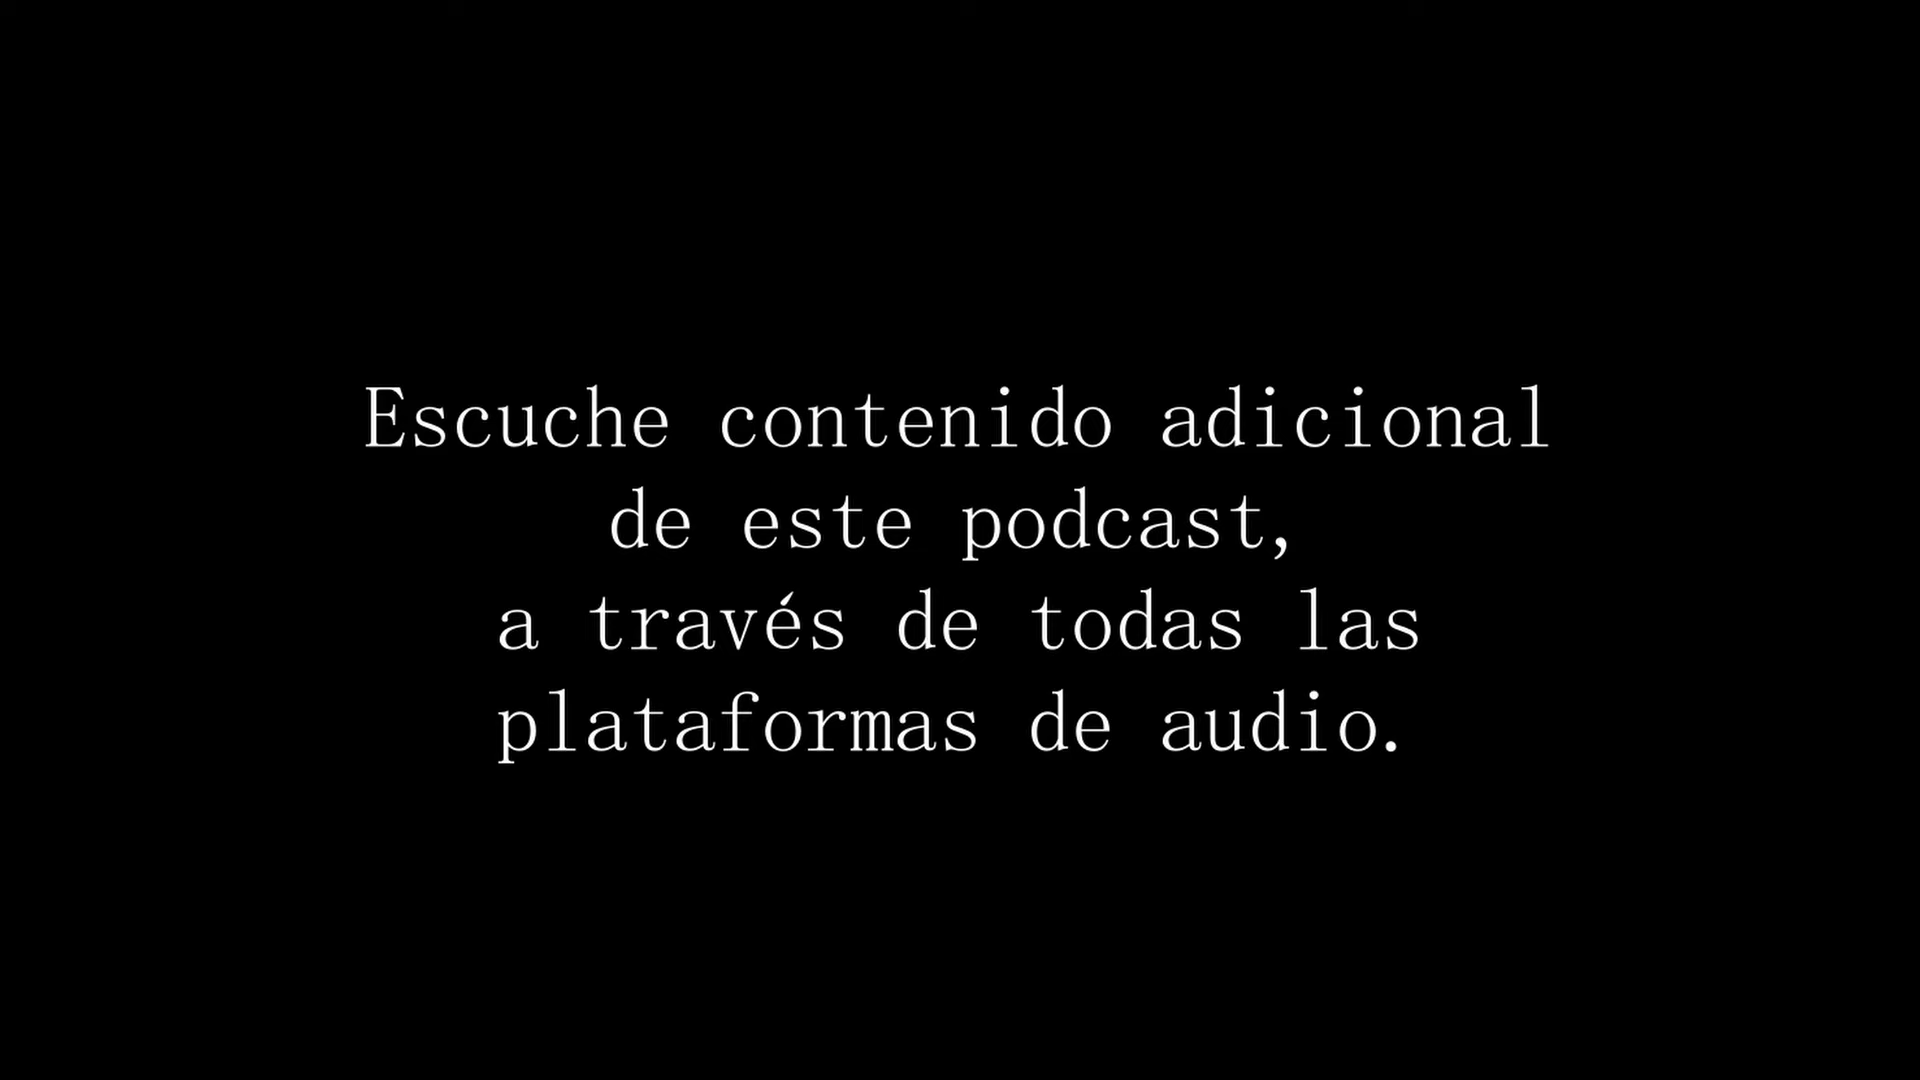 Escuche contenido adicional
de este podcast,
a través de todas las
plataformas de audio.